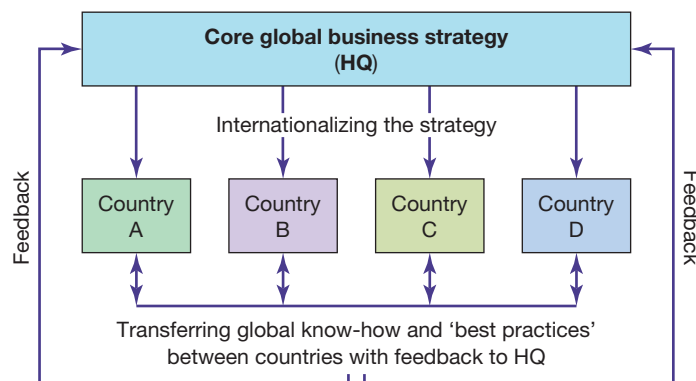 Core global business strategy
(HQ)
Internationalizing the strategy
Feedback
Country
A
Country
B
Country
C
Country
D
Feedback
Transferring global know-how and ‘best practices’
between countries with feedback to HQ